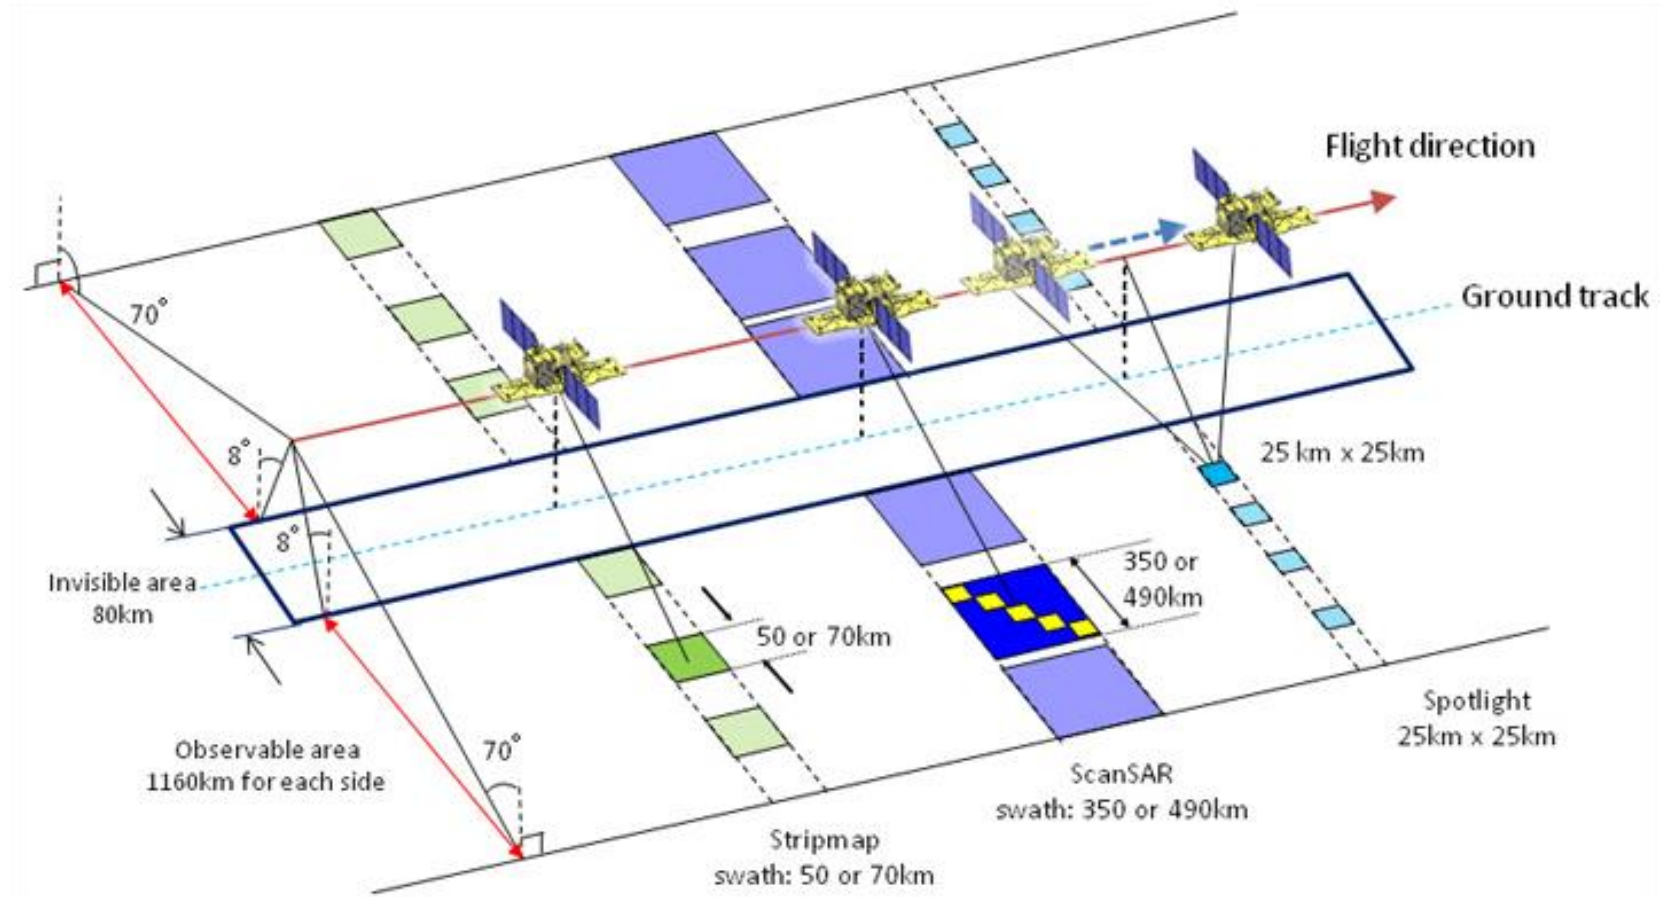 Flight direction
Ground track
70°
8°
8°
25 km x 25km
Invisible area
80km
350 or
490km
50 or 70km
70°
Observable area
1160km for each side
Spotlight
25km x 25km
ScanSAR
swath: 350 or 490km
Stripmap
swath: 50 or 70km